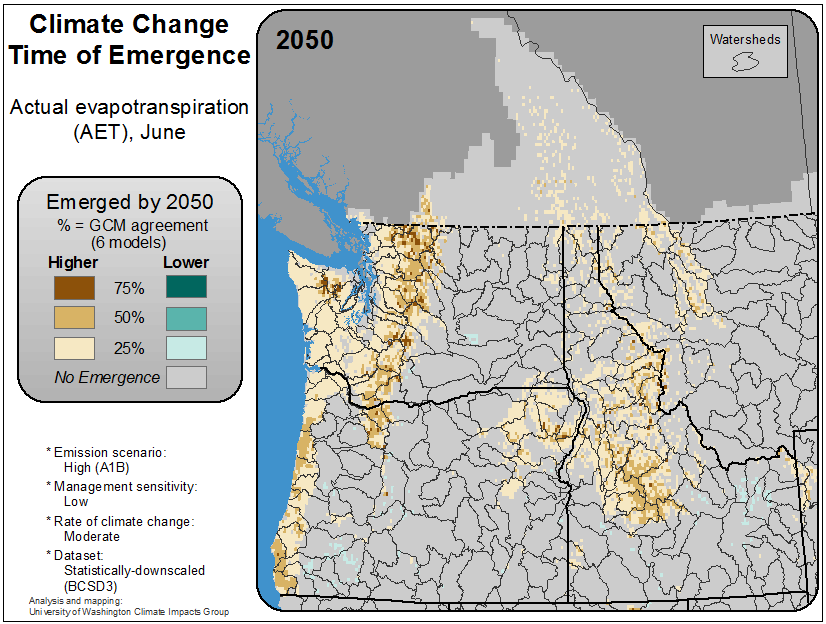 Climate Change
Time of Emergence
Actual evapotranspiration
(AET), June
Emerged by 2050
% = GCM agreement
(6 models)
Higher Lower
75%
50%
25%
No Emergence
* Emission scenario:
High (A1B)
* Management sensitivity:
Low
* Rate of climate change:
Moderate
* Dataset:
Statistically-downscaled
(BCSD3)
Analysis and mapping:
University of Washington Climate Impacts Group
2050
Watersheds